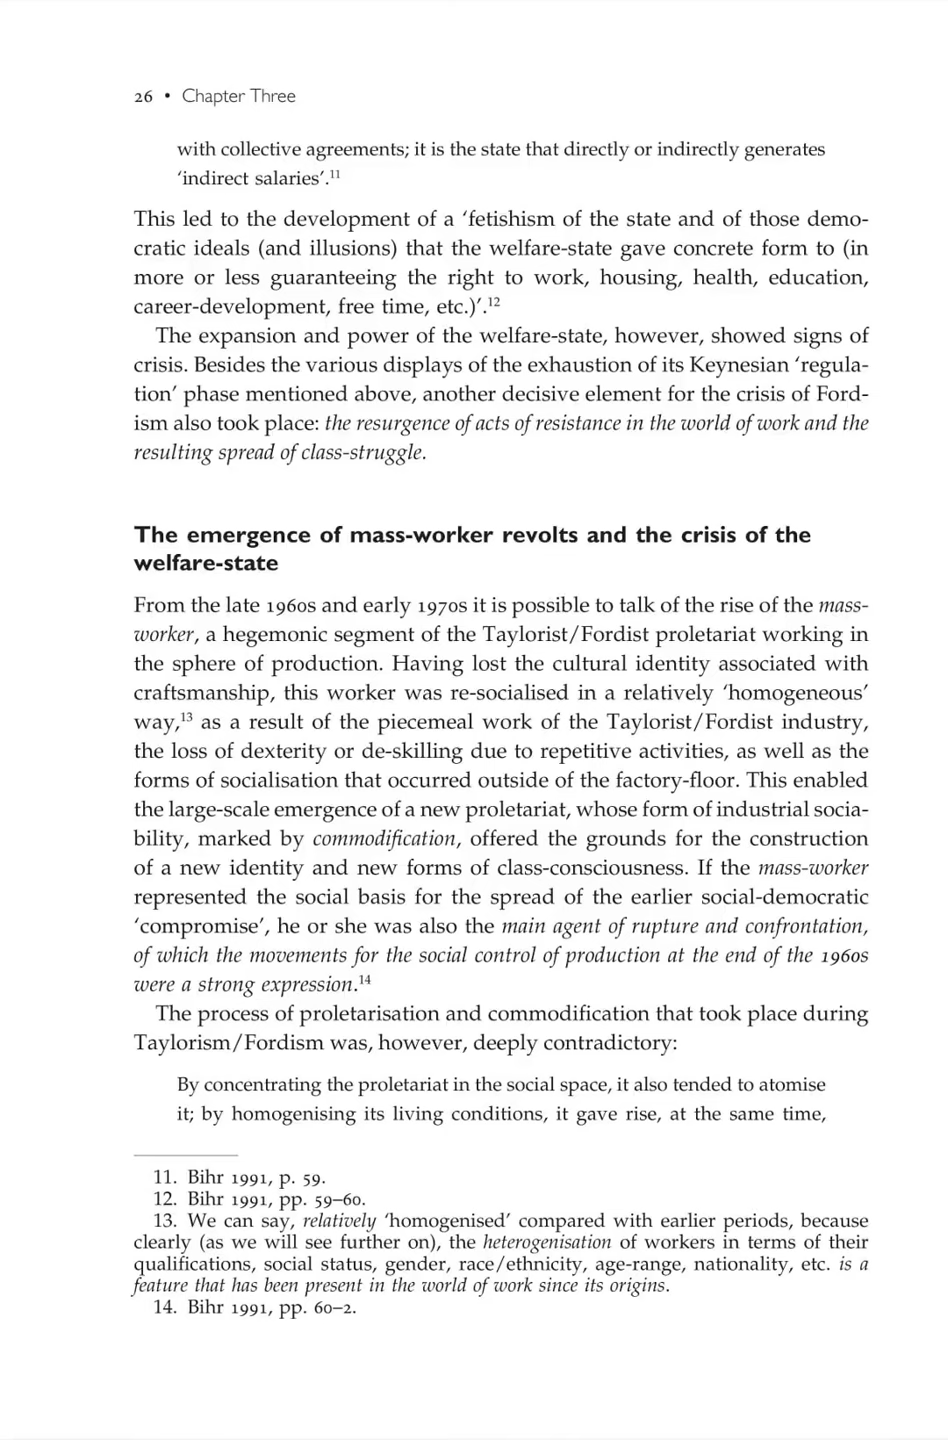 26 • Chapter Three
with collective agreements; it is the state that directly or indirectly generates
‘indirect salaries’.11
This led to the development of a ‘fetishism of the state and of those demo-
cratic ideals (and illusions) that the welfare-state gave concrete form to (in
more or less guaranteeing the right to work, housing, health, education,
career-development, free time, etc.)’.12
The expansion and power of the welfare-state, however, showed signs of
crisis. Besides the various displays of the exhaustion of its Keynesian ‘regula-
tion’ phase mentioned above, another decisive element for the crisis of Ford-
ism also took place: the resurgence of acts of resistance in the world of work and the
resulting spread of class-struggle.
The emergence of mass-worker revolts and the crisis of the
welfare-state
From the late 1960s and early 1970s it is possible to talk of the rise of the mass-
worker, a hegemonic segment of the Taylorist/Fordist proletariat working in
the sphere of production. Having lost the cultural identity associated with
craftsmanship, this worker was re-socialised in a relatively ‘homogeneous’
way,13 as a result of the piecemeal work of the Taylorist/Fordist industry,
the loss of dexterity or de-skilling due to repetitive activities, as well as the
forms of socialisation that occurred outside of the factory-floor. This enabled
the large-scale emergence of a new proletariat, whose form of industrial socia-
bility, marked by commodification, offered the grounds for the construction
of a new identity and new forms of class-consciousness. If the mass-worker
represented the social basis for the spread of the earlier social-democratic
‘compromise’, he or she was also the main agent of rupture and confrontation,
of which the movements for the social control of production at the end of the 1960s
were a strong expression.14
The process of proletarisation and commodification that took place during
Taylorism/Fordism was, however, deeply contradictory:
By concentrating the proletariat in the social space, it also tended to atomise
it; by homogenising its living conditions, it gave rise, at the same time,
11. Bihr 1991, p. 59.
12. Bihr 1991, pp. 59–60.
13. We can say, relatively ‘homogenised’ compared with earlier periods, because
clearly (as we will see further on), the heterogenisation of workers in terms of their
qualifications, social status, gender, race/ethnicity, age-range, nationality, etc. is a
feature that has been present in the world of work since its origins.
14. Bihr 1991, pp. 60–2.